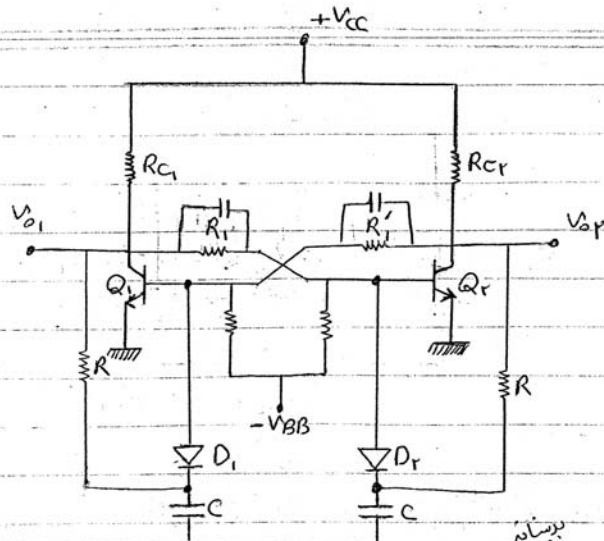 +Vcc
Rc₁
Rc۲
Vo₁
R₁
R₁'
Vo۲
Q₁
Q۲
R
R
-VBB
D₁
D۲
C
C